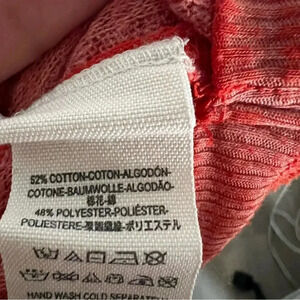 52% COTTON-COTON-ALGODÓN-
COTONE-BAUMWOLLE-ALGODÃO-
棉花-綿
48% POLYESTER-POLIÉSTER-
POLIESTERE-聚酯纖維-ポリエステル
HAND WASH COLD SEPARATELY